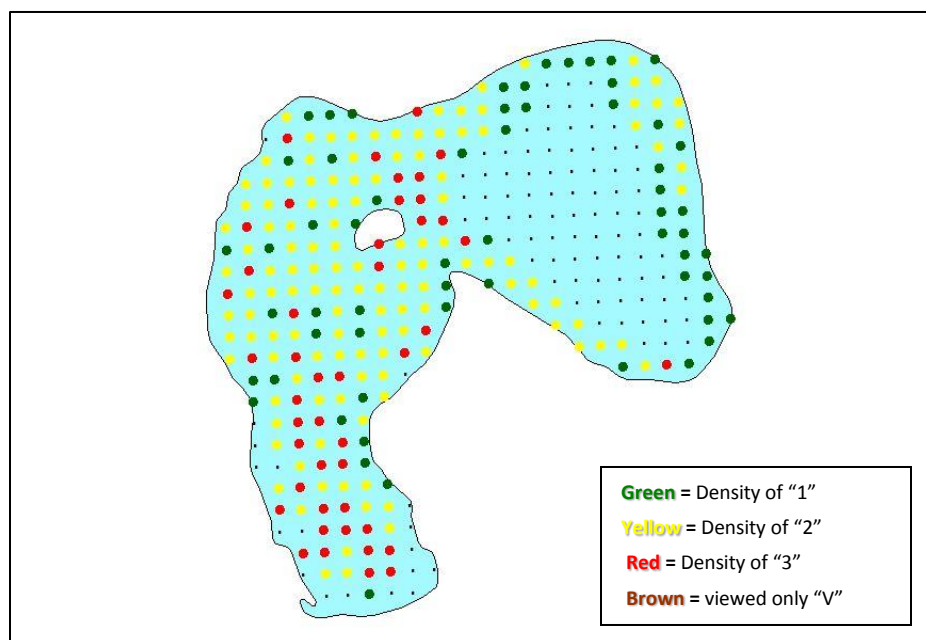 Green = Density of “1”
Yellow = Density of “2”
Red = Density of “3”
Brown = viewed only “V”